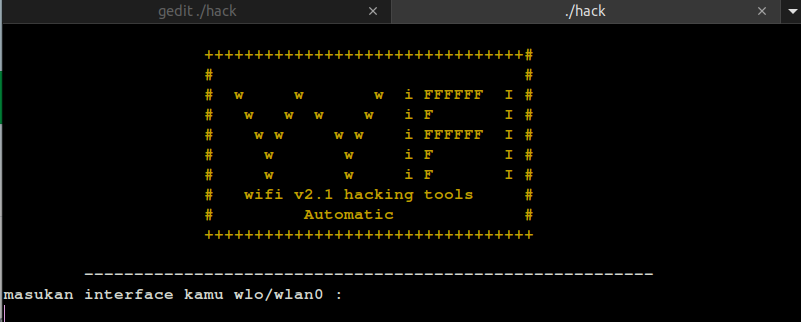 gedit ./hack × ./hack ×
++++++++++++++++++++++++++++++++#
# #
# w w w i FFFFFF I #
# w w w w i F I #
# w w w w i FFFFFF I #
# w w i F I #
# w w i F I #
# wifi v2.1 hacking tools #
# Automatic #
+++++++++++++++++++++++++++++++++
---------------------------------------------------------
masukan interface kamu wlo/wlan0 :